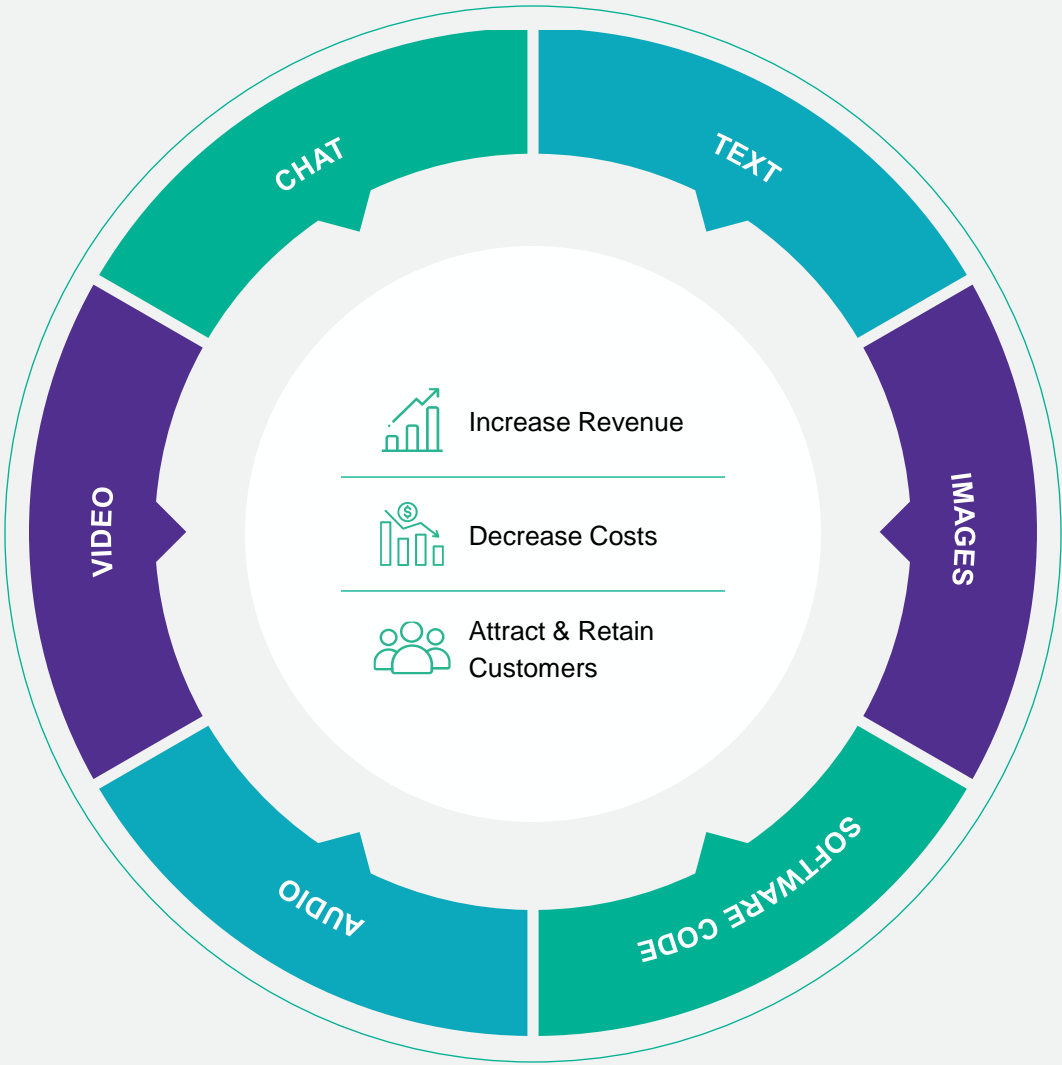 CHAT
TEXT
IMAGES
SOFTWARE CODE
AUDIO
VIDEO
Increase Revenue
$
Decrease Costs
Attract & Retain
Customers